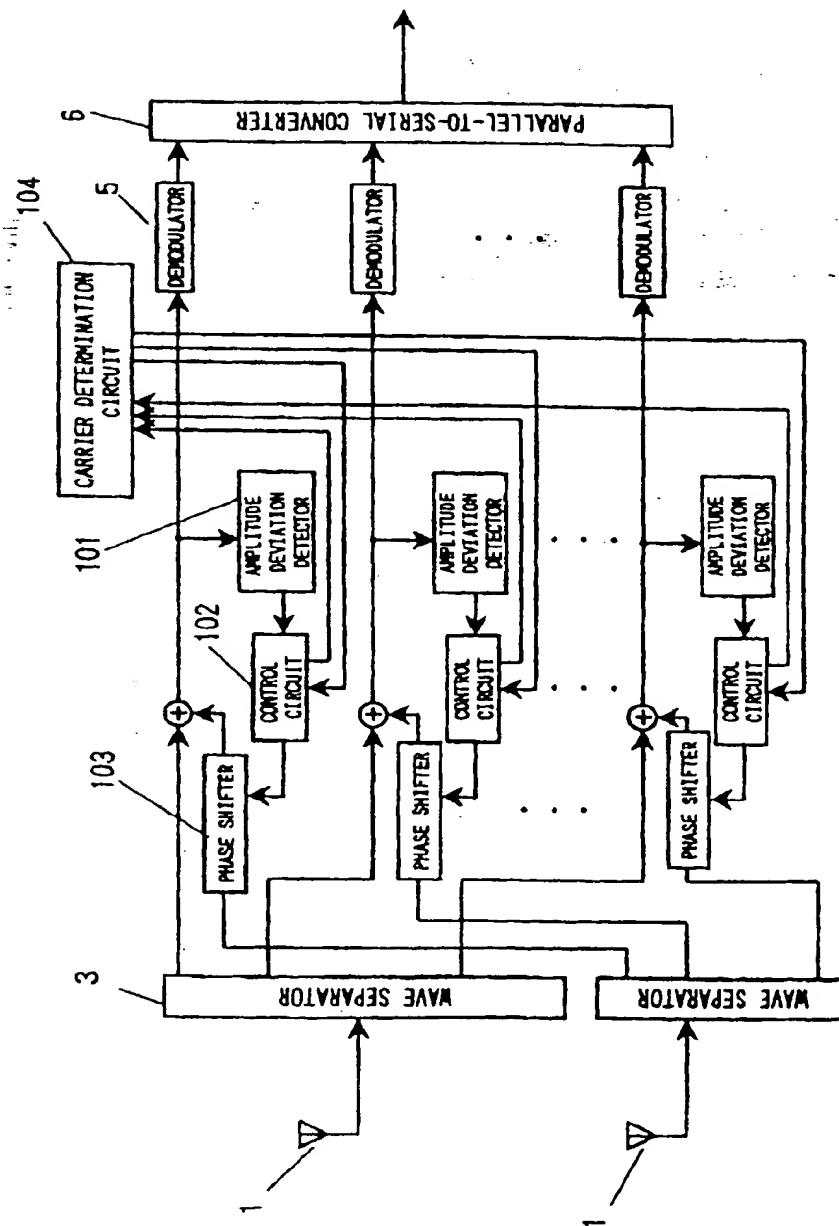 104
CARRIER DETERMINATION
CIRCUIT
5
6
DEMODULATOR
PARALLEL-TO-SERIAL CONVERTER
DEMODULATOR
. . .
DEMODULATOR
101
AMPLITUDE
DEVIATION
DETECTOR
102
CONTROL
CIRCUIT
103
PHASE SHIFTER
+
AMPLITUDE
DEVIATION
DETECTOR
CONTROL
CIRCUIT
PHASE SHIFTER
+
. . . .
. . .
. . .
AMPLITUDE
DEVIATION
DETECTOR
CONTROL
CIRCUIT
PHASE SHIFTER
+
3
WAVE SEPARATOR
WAVE SEPARATOR
1
1